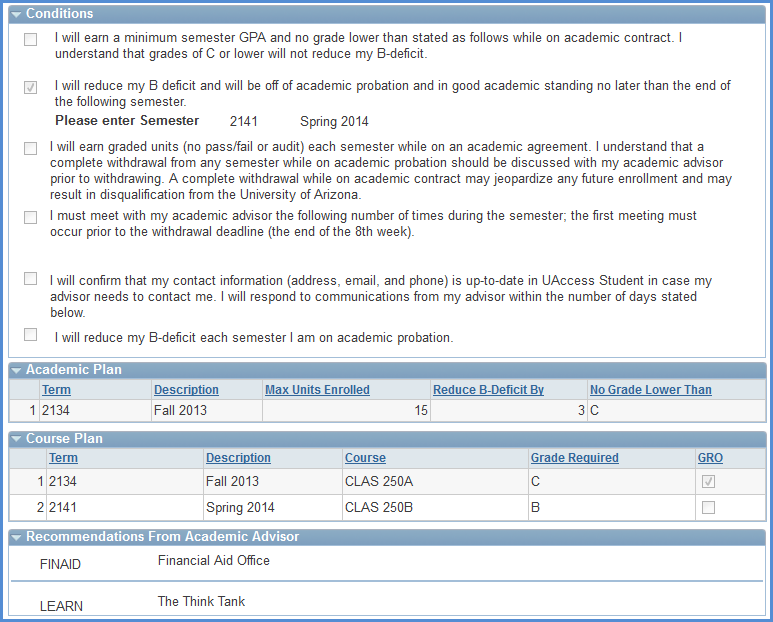 Conditions
I will earn a minimum semester GPA and no grade lower than stated as follows while on academic contract. I
understand that grades of C or lower will not reduce my B-deficit.
I will reduce my B deficit and will be off of academic probation and in good academic standing no later than the end of
the following semester.
Please enter Semester 2141 Spring 2014
I will earn graded units (no pass/fail or audit) each semester while on an academic agreement. I understand that a
complete withdrawal from any semester while on academic probation should be discussed with my academic advisor
prior to withdrawing. A complete withdrawal while on academic contract may jeopardize any future enrollment and may
result in disqualification from the University of Arizona.
I must meet with my academic advisor the following number of times during the semester; the first meeting must
occur prior to the withdrawal deadline (the end of the 8th week).
I will confirm that my contact information (address, email, and phone) is up-to-date in UAccess Student in case my
advisor needs to contact me. I will respond to communications from my advisor within the number of days stated
below.
I will reduce my B-deficit each semester I am on academic probation.
Academic Plan
Term Description Max Units Enrolled Reduce B-Deficit By No Grade Lower Than
1 2134 Fall 2013 15 3 C
Course Plan
Term Description Course Grade Required GRO
1 2134 Fall 2013 CLAS 250A C
2 2141 Spring 2014 CLAS 250B B
Recommendations From Academic Advisor
FINAID Financial Aid Office
LEARN The Think Tank